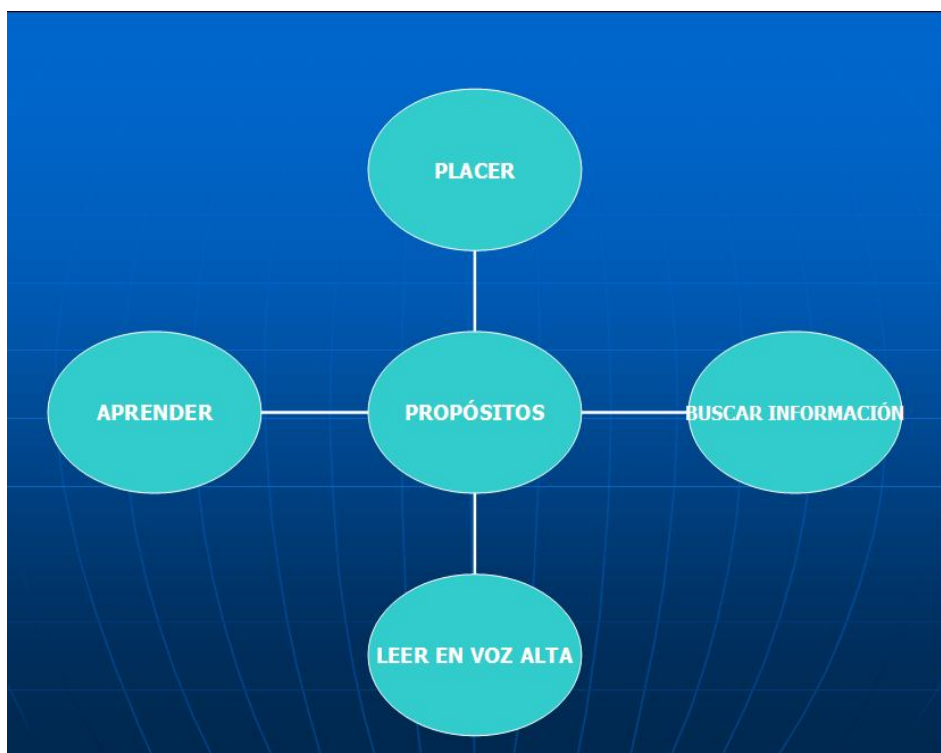 PLACER
APRENDER
PROPÓSITOS
BUSCAR INFORMACIÓN
LEER EN VOZ ALTA